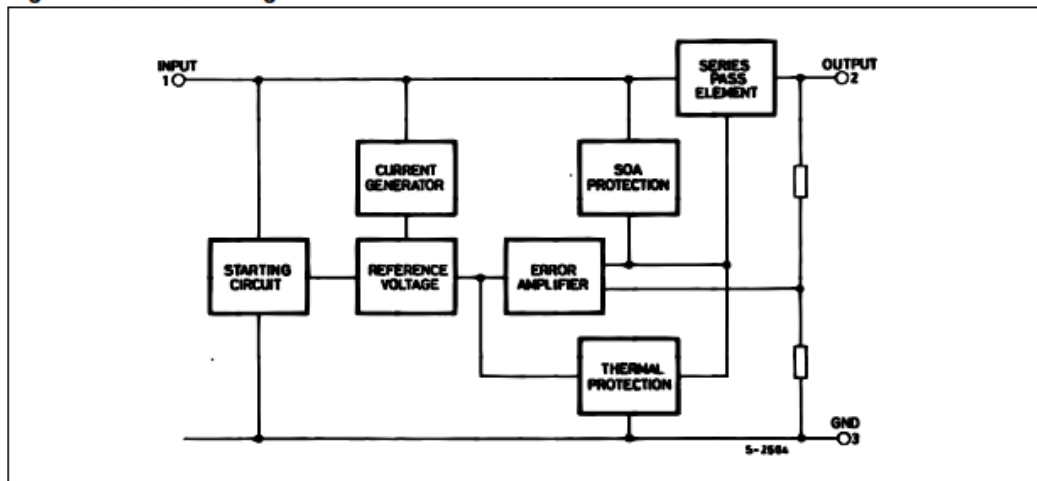 INPUT
1
SERIES
PASS
ELEMENT
OUTPUT
2
CURRENT
GENERATOR
SOA
PROTECTION
STARTING
CIRCUIT
REFERENCE
VOLTAGE
ERROR
AMPLIFIER
THERMAL
PROTECTION
GND
3
S-2564